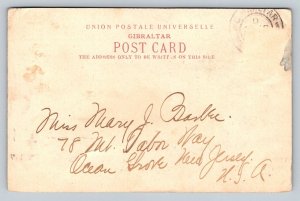 UNION POSTALE UNIVERSELLE
GIBRALTAR
POST CARD
THE ADDRESS ONLY TO BE WRITTEN ON THIS SIDE
Miss Mary J. Barber
78 Mt. Tabor Way
Ocean Grove New Jersey.
U.S.A.